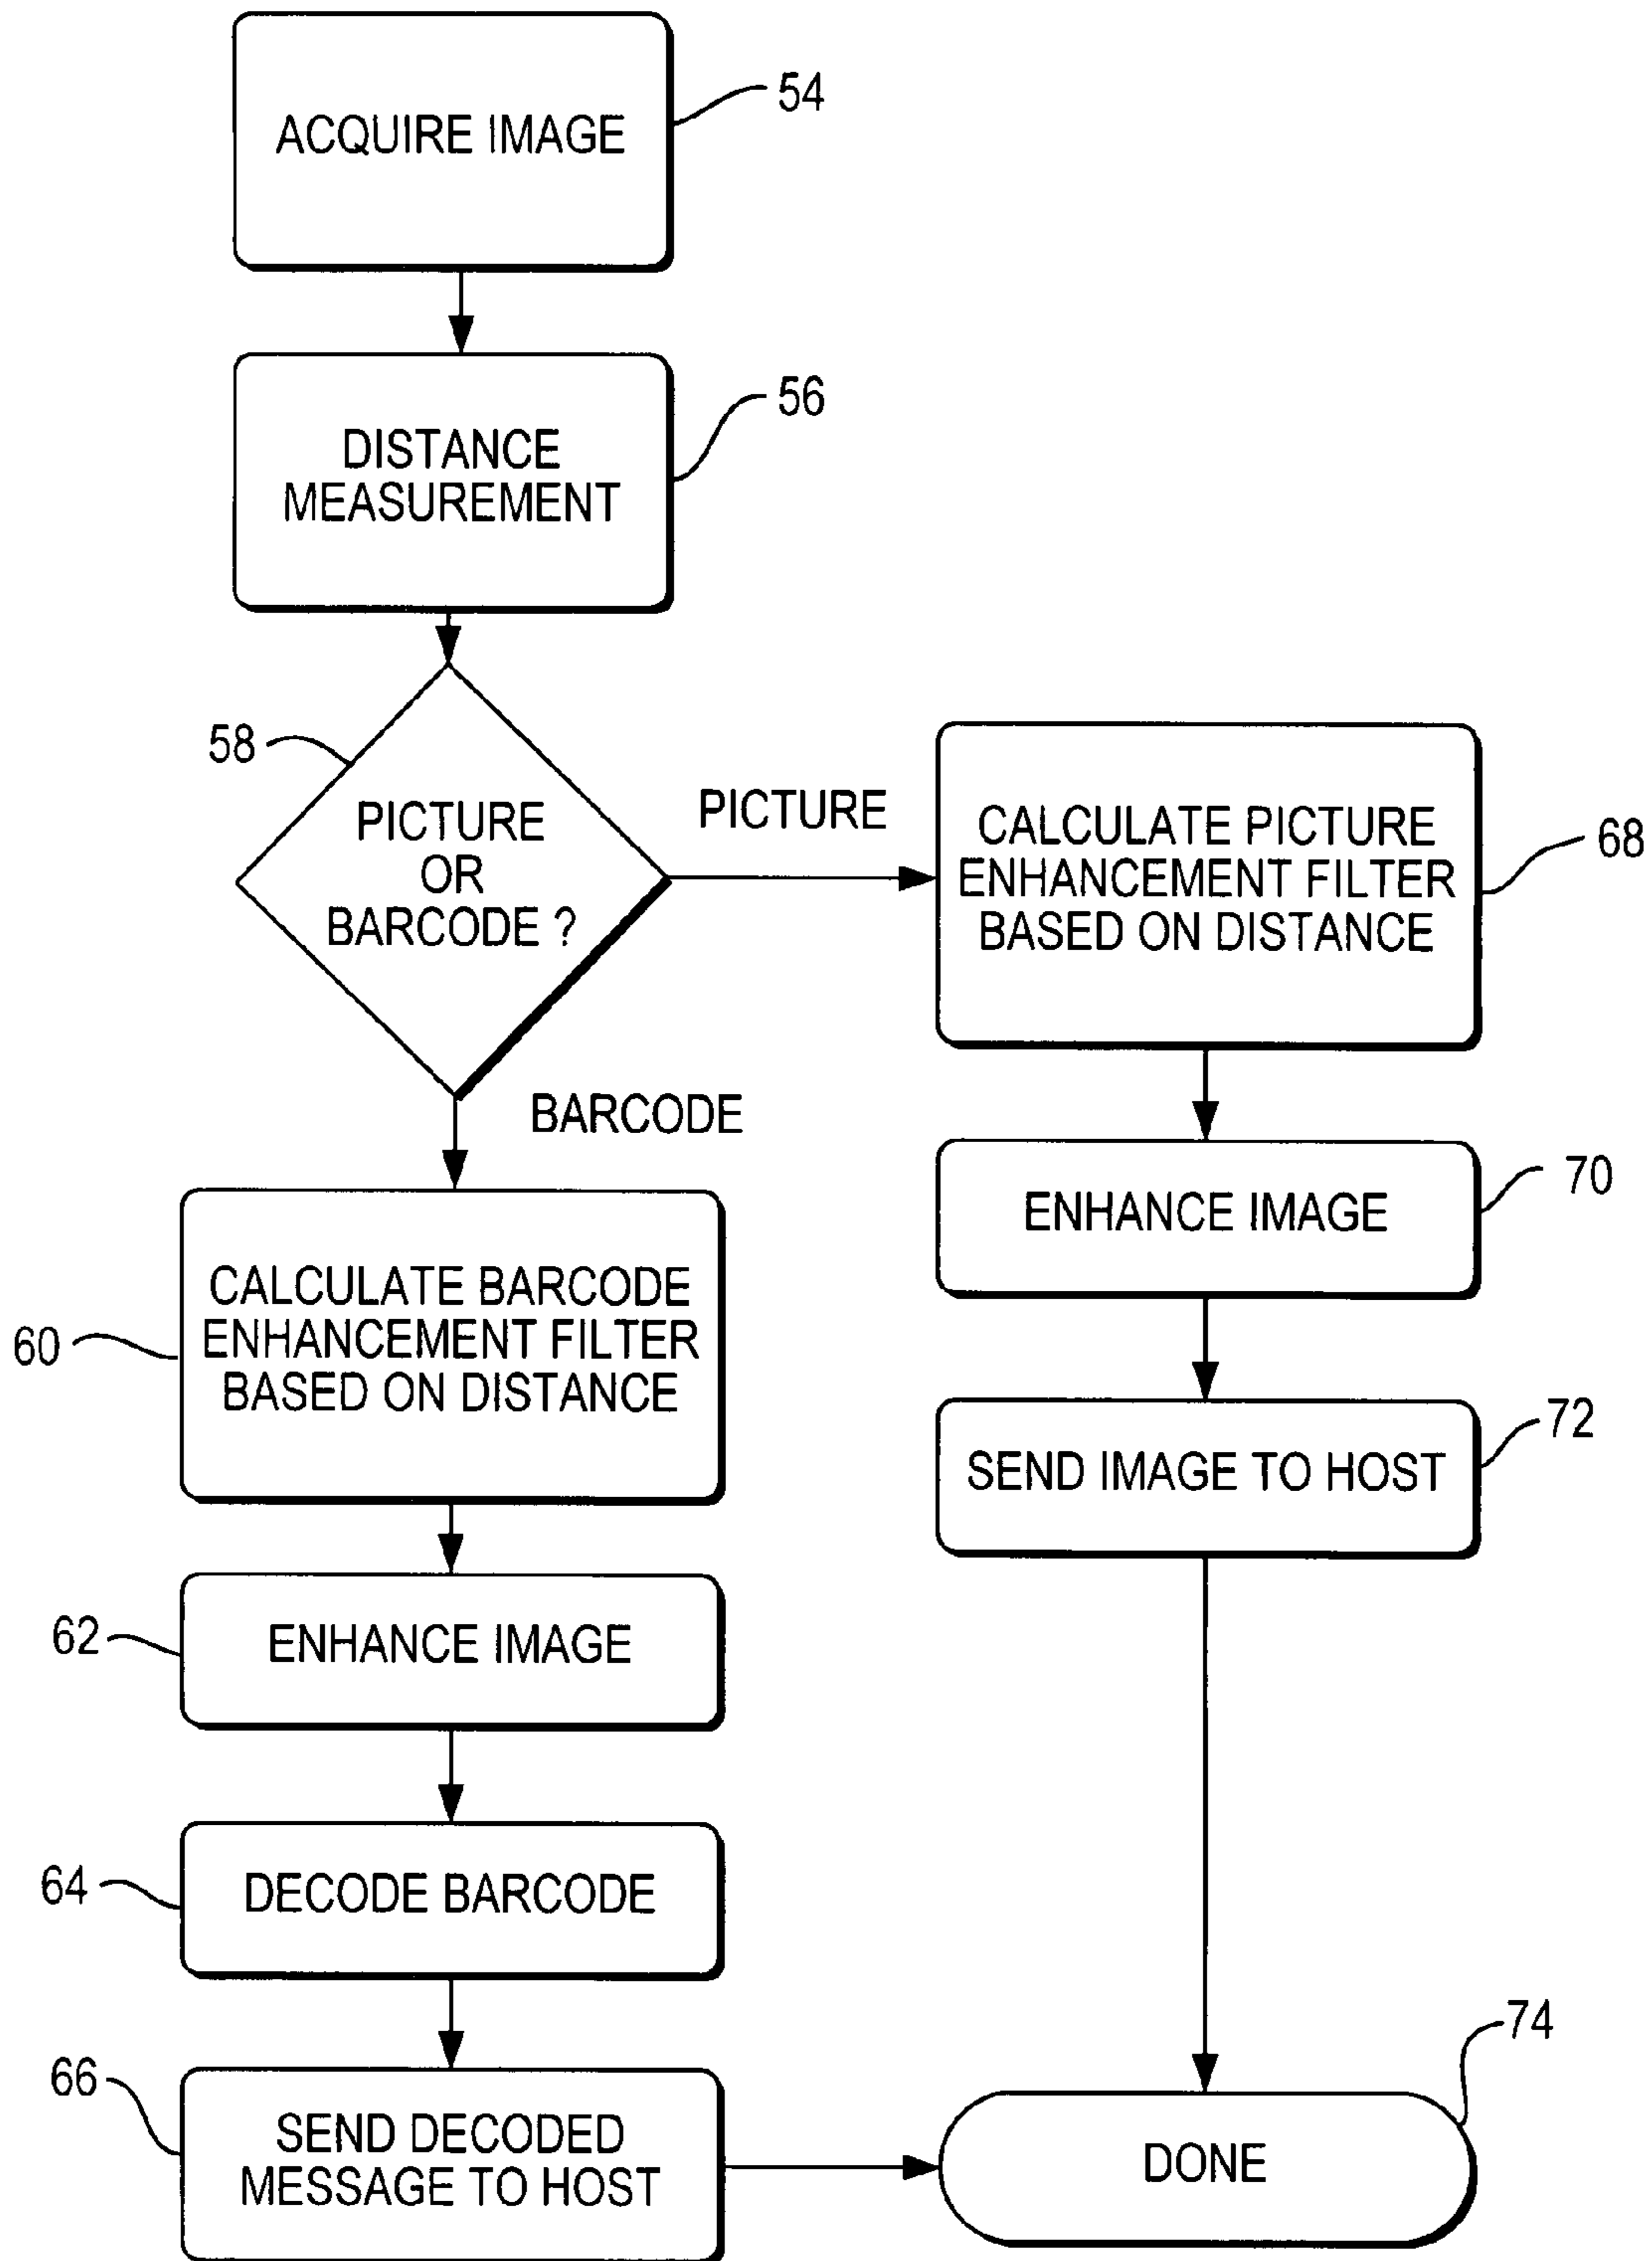 ACQUIRE IMAGE
54
DISTANCE
MEASUREMENT
56
58
PICTURE
OR
BARCODE ?
PICTURE
BARCODE
CALCULATE PICTURE
ENHANCEMENT FILTER
BASED ON DISTANCE
68
ENHANCE IMAGE
70
SEND IMAGE TO HOST
72
60
CALCULATE BARCODE
ENHANCEMENT FILTER
BASED ON DISTANCE
62
ENHANCE IMAGE
64
DECODE BARCODE
66
SEND DECODED
MESSAGE TO HOST
DONE
74